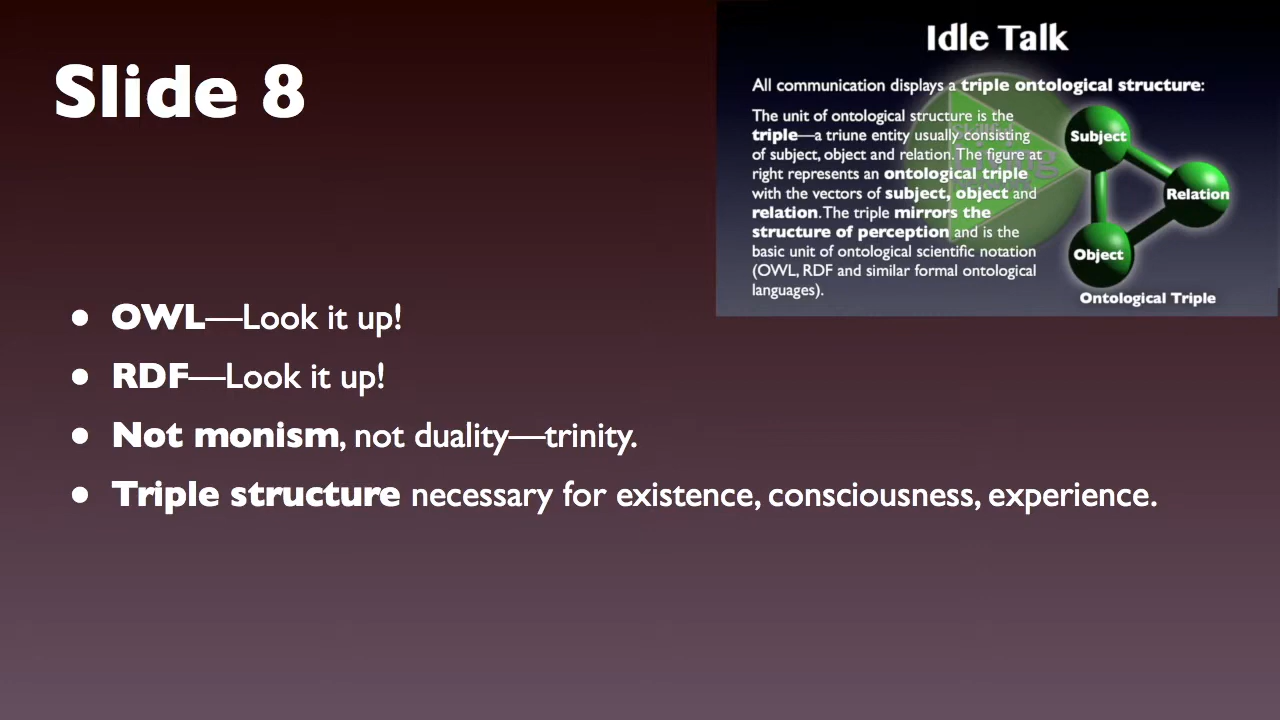 Slide 8
Idle Talk
All communication displays a triple ontological structure:
The unit of ontological structure is the
triple—a triune entity usually consisting
of subject, object and relation. The figure at
right represents an ontological triple
with the vectors of subject, object and
relation. The triple mirrors the
structure of perception and is the
basic unit of ontological scientific notation
(OWL, RDF and similar formal ontological
languages).
Subject
Relation
Object
Ontological Triple
• OWL—Look it up!
• RDF—Look it up!
• Not monism, not duality—trinity.
• Triple structure necessary for existence, consciousness, experience.